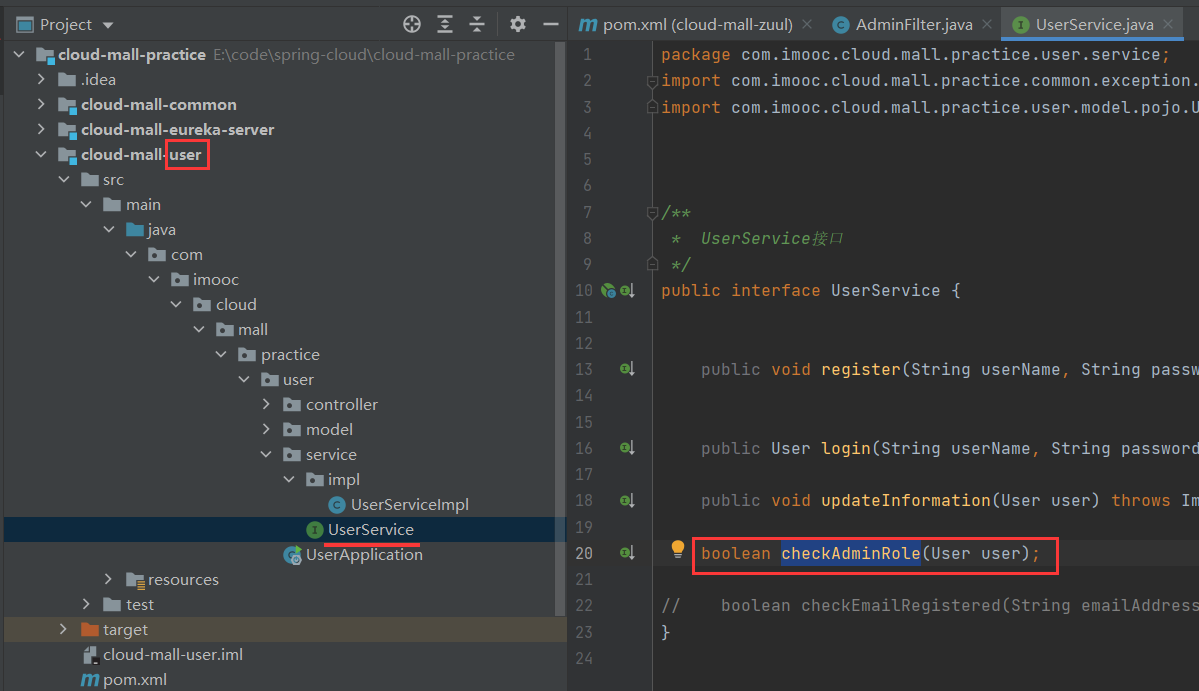 Project
cloud-mall-practice E:\code\spring-cloud\cloud-mall-practice
.idea
cloud-mall-common
cloud-mall-eureka-server
cloud-mall-user
src
main
java
com
imooc
cloud
mall
practice
user
controller
model
service
impl
UserServiceImpl
UserService
UserApplication
resources
test
target
cloud-mall-user.iml
pom.xml
pom.xml (cloud-mall-zuul) AdminFilter.java UserService.java
1 package com.imooc.cloud.mall.practice.user.service;
2 import com.imooc.cloud.mall.practice.common.exception.
3 import com.imooc.cloud.mall.practice.user.model.pojo.U
4
5
6
7 /**
8 * UserService接口
9 */
10 public interface UserService {
11
12
13 public void register(String userName, String passw
14
15
16 public User login(String userName, String password
17
18 public void updateInformation(User user) throws Im
19
20 boolean checkAdminRole(User user);
21
22 // boolean checkEmailRegistered(String emailAddress
23 }
24